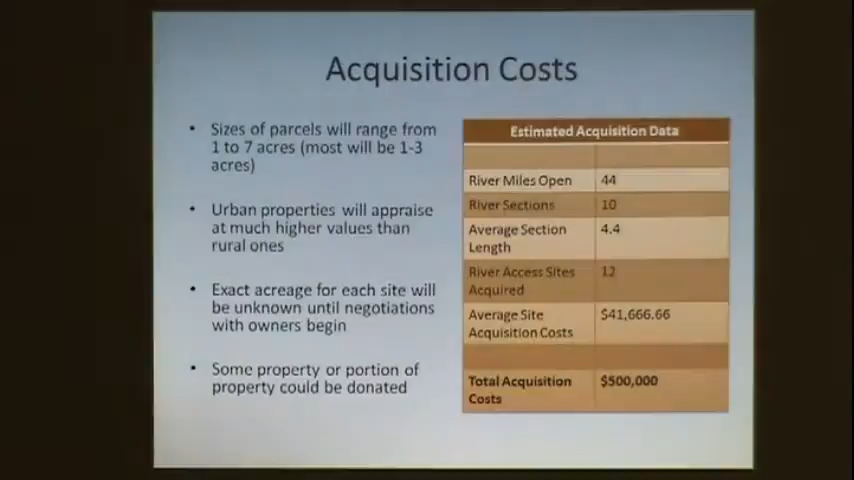 Acquisition Costs
• Sizes of parcels will range from
1 to 7 acres (most will be 1-3
acres)
• Urban properties will appraise
at much higher values than
rural ones
• Exact acreage for each site will
be unknown until negotiations
with owners begin
• Some property or portion of
property could be donated
Estimated Acquisition Data
River Miles Open 44
River Sections 10
Average Section 4.4
Length
River Access Sites 12
Acquired
Average Site $41,666.66
Acquisition Costs
Total Acquisition $500,000
Costs